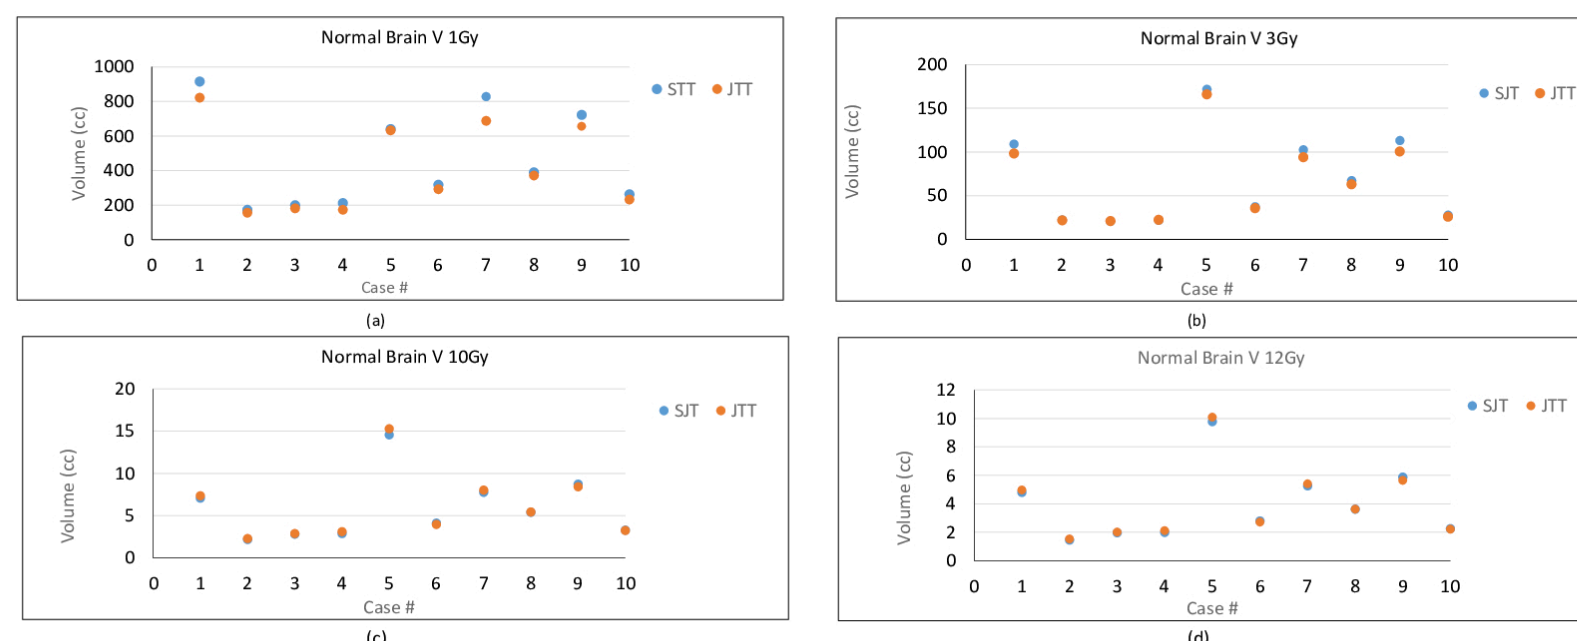 Normal Brain V 1Gy
1000
800
600
400
200
0
Volume (cc)
0 1 2 3 4 5 6 7 8 9 10
Case #
STT JTT
(a)
Normal Brain V 3Gy
200
150
100
50
0
Volume (cc)
0 1 2 3 4 5 6 7 8 9 10
Case #
SJT JTT
(b)
Normal Brain V 10Gy
20
15
10
5
0
Volume (cc)
0 1 2 3 4 5 6 7 8 9 10
Case #
SJT JTT
(c)
Normal Brain V 12Gy
12
10
8
6
4
2
0
Volume (cc)
0 1 2 3 4 5 6 7 8 9 10
Case #
SJT JTT
(d)